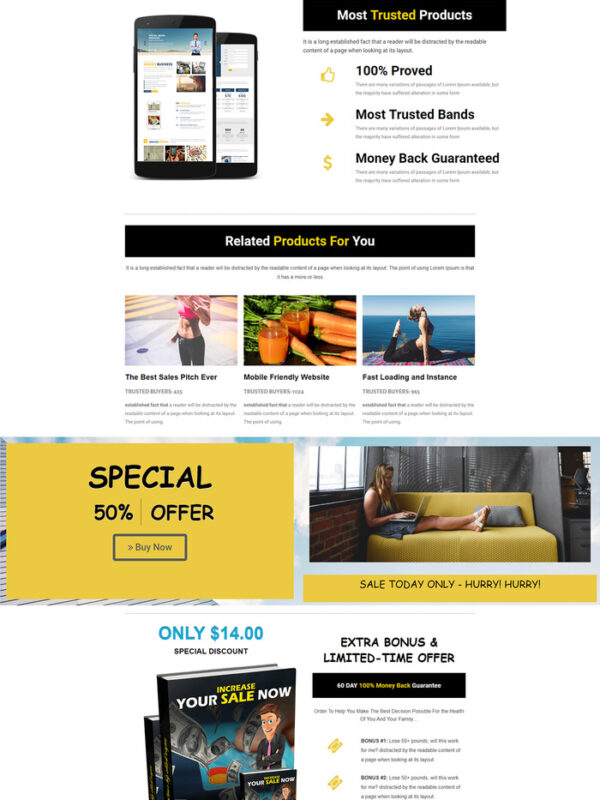 Most Trusted Products
It is a long established fact that a reader will be distracted by the readable
content of a page when looking at its layout.
100% Proved
There are many variations of passages of Lorem Ipsum available, but
the majority have suffered alteration in some form
Most Trusted Bands
There are many variations of passages of Lorem Ipsum available, but
the majority have suffered alteration in some form
$
Money Back Guaranteed
There are many variations of passages of Lorem Ipsum available, but
the majority have suffered alteration in some form
Related Products For You
It is a long established fact that a reader will be distracted by the readable content of a page when looking at its layout. The point of using Lorem Ipsum is that
it has a more-or-less
The Best Sales Pitch Ever
TRUSTED BUYERS: 425
established fact that a reader will be distracted by the
readable content of a page when looking at its layout.
The point of using.
Mobile Friendly Website
TRUSTED BUYERS: 1024
established fact that a reader will be distracted by the
readable content of a page when looking at its layout.
The point of using.
Fast Loading and Instance
TRUSTED BUYERS: 365
established fact that a reader will be distracted by the
readable content of a page when looking at its layout.
The point of using.
SPECIAL
50% OFFER
» Buy Now
SALE TODAY ONLY - HURRY! HURRY!
ONLY $14.00
SPECIAL DISCOUNT
INCREASE
YOUR SALE NOW
INCREASE
YOUR SALE NOW
EXTRA BONUS &
LIMITED-TIME OFFER
60 DAY 100% Money Back Guarantee
Order To Help You Make The Best Decision Possible For the Health
Of You And Your Family...
BONUS #1: Lose 50+ pounds, will this work
for me? distracted by the readable content of
a page when looking at its layout
BONUS #2: Lose 50+ pounds, will this work
for me? distracted by the readable content of
a page when looking at its layout